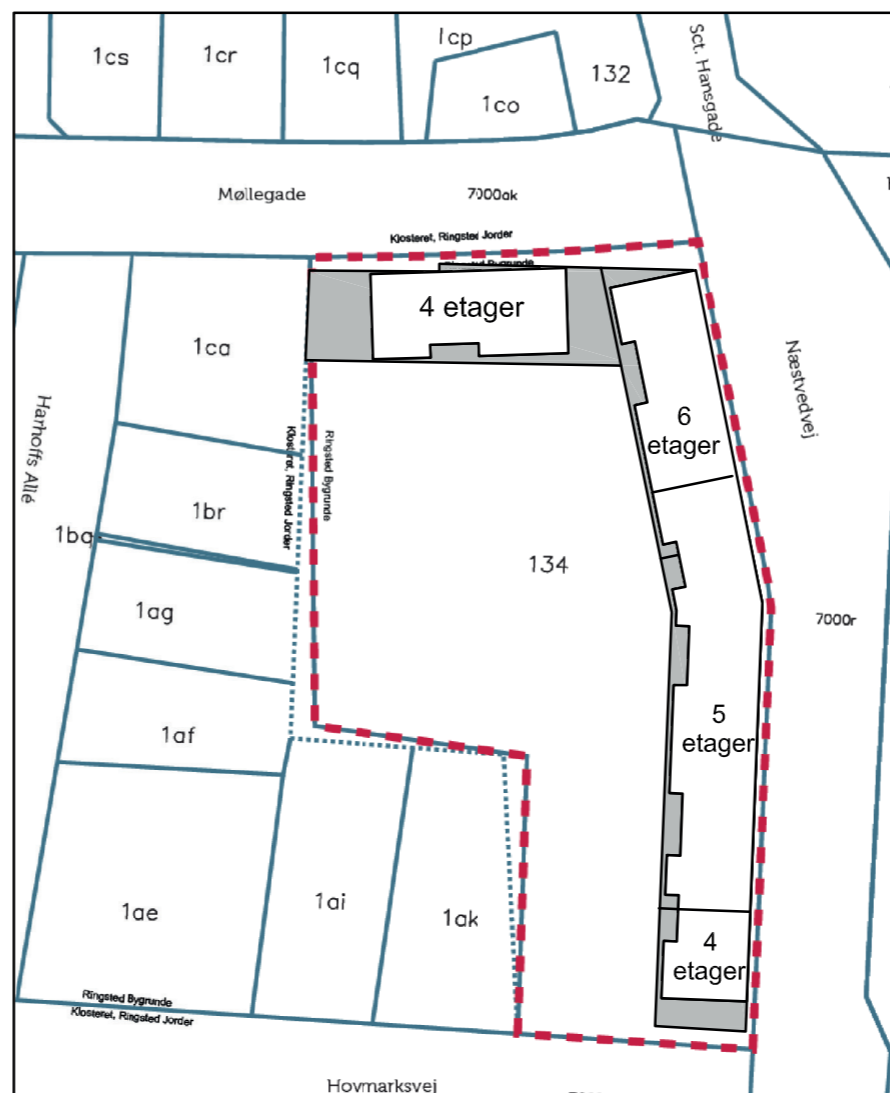 1cs
1cr
1cq
1cp
1co
132
Sct. Hansgade
Møllegade
7000ak
Klosteret, Ringsted Jorder
Ringsted Bygrunde
4 etager
1ca
Næstvedvej
Harhoffs Allé
Klosteret, Ringsted Jorder
Ringsted Bygrunde
6
etager
1br
1bq
134
1ag
7000r
1af
5
etager
1ae
1ai
1ak
4
etager
Ringsted Bygrunde
Klosteret, Ringsted Jorder
Hovmarksvej